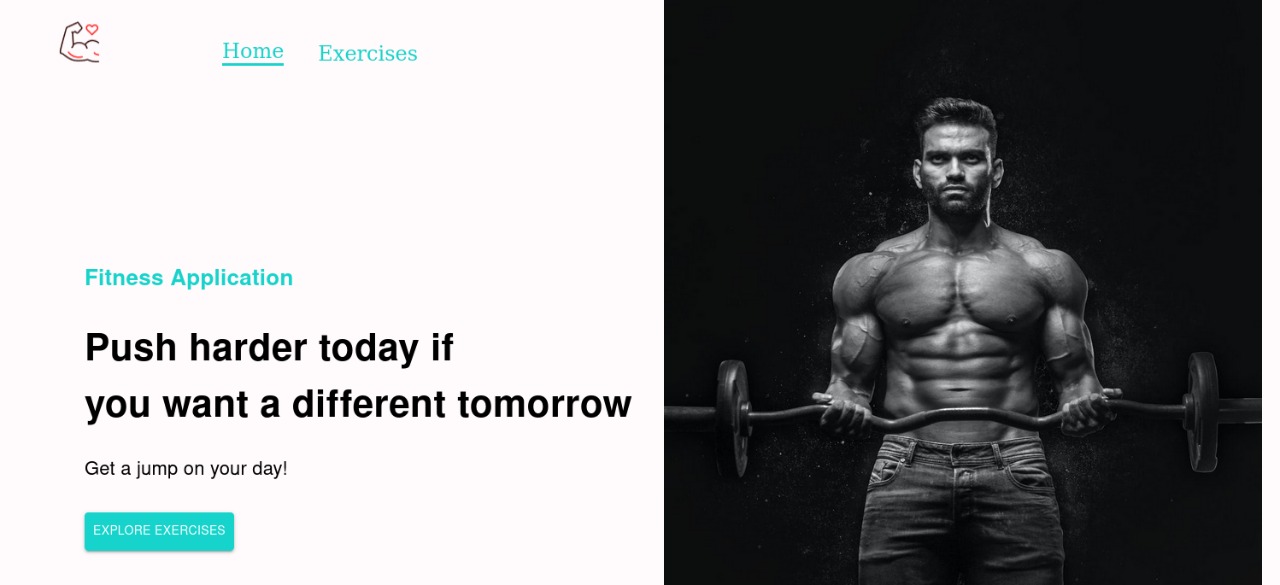 Home
Exercises
Fitness Application
Push harder today if
you want a different tomorrow
Get a jump on your day!
EXPLORE EXERCISES